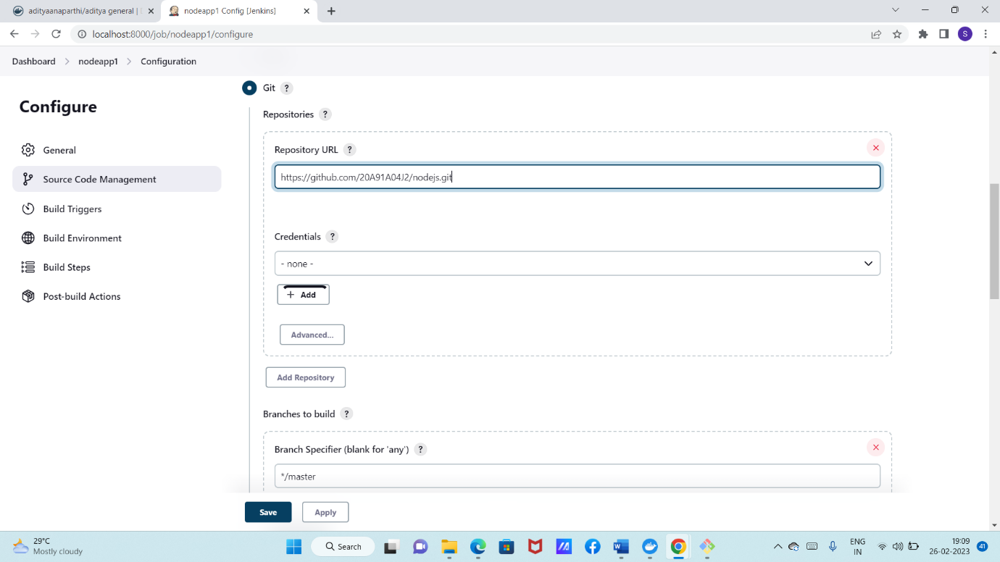 adityaanaparthi/aditya general | D
nodeapp1 Config [Jenkins]
localhost:8000/job/nodeapp1/configure
S
Dashboard > nodeapp1 > Configuration
Configure
General
Source Code Management
Build Triggers
Build Environment
Build Steps
Post-build Actions
Git ?
Repositories ?
Repository URL ?
https://github.com/20A91A04J2/nodejs.git
Credentials ?
- none -
+ Add
Advanced...
Add Repository
Branches to build ?
Branch Specifier (blank for 'any') ?
*/master
Save
Apply
29°C
Mostly cloudy
Search
ENG
IN
19:09
26-02-2023
41